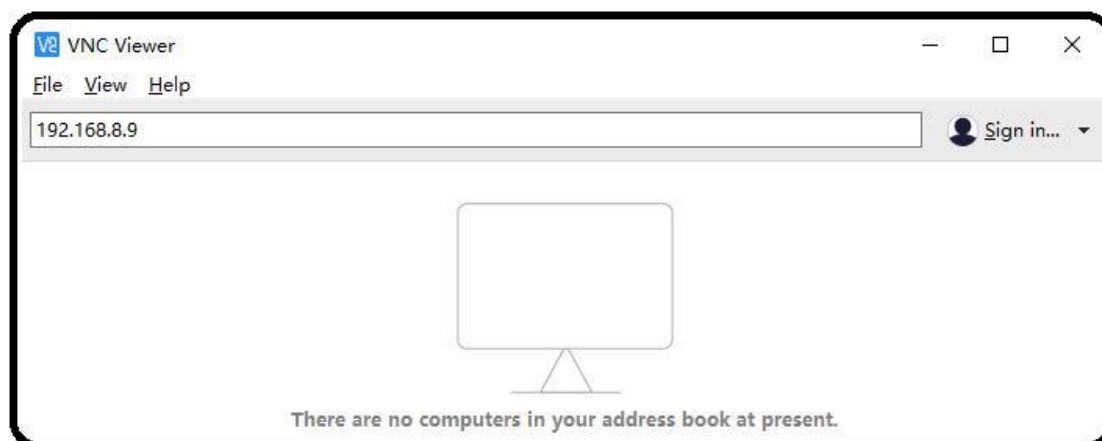 VNC Viewer
File View Help
192.168.8.9
Sign in...
There are no computers in your address book at present.